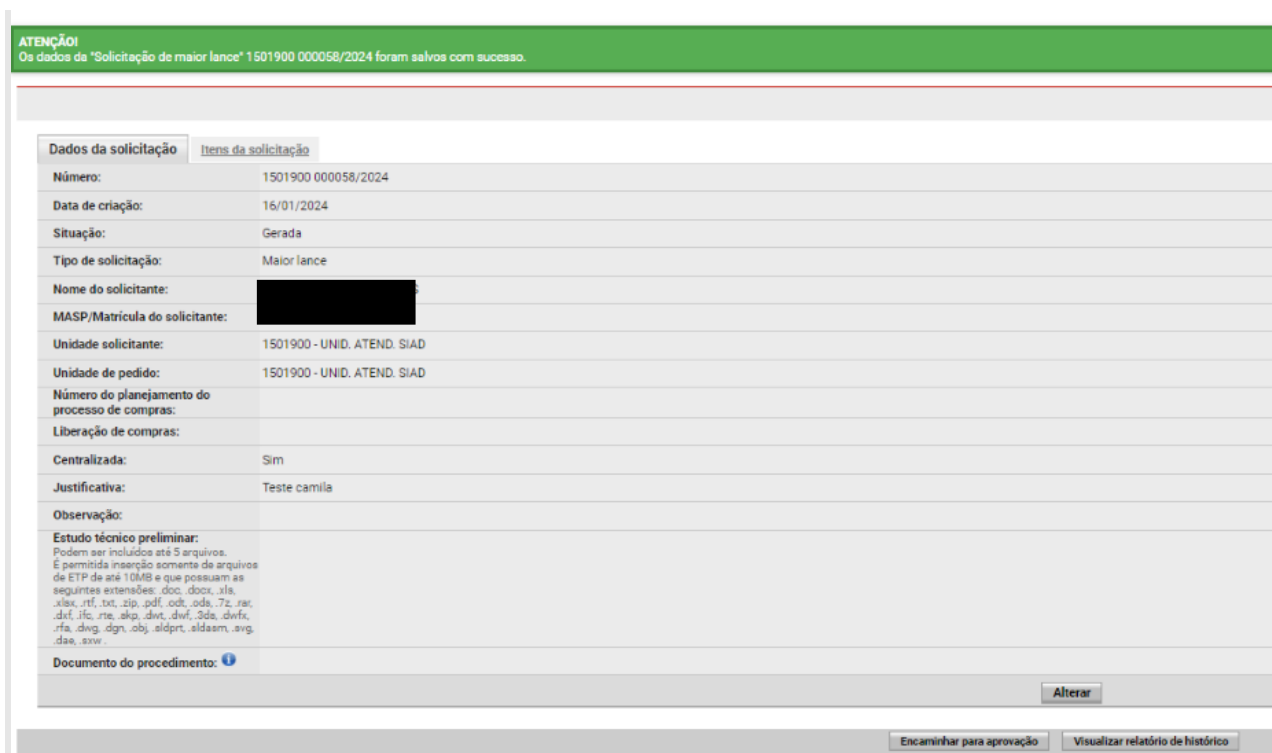 ATENÇÃO!
Os dados da "Solicitação de maior lance" 1501900 000058/2024 foram salvos com sucesso.
Dados da solicitação Itens da solicitação
Número: 1501900 000058/2024
Data de criação: 16/01/2024
Situação: Gerada
Tipo de solicitação: Maior lance
Nome do solicitante:
MASP/Matrícula do solicitante:
Unidade solicitante: 1501900 - UNID. ATEND. SIAD
Unidade de pedido: 1501900 - UNID. ATEND. SIAD
Número do planejamento do
processo de compras:
Liberação de compras:
Centralizada: Sim
Justificativa: Teste camila
Observação:
Estudo técnico preliminar:
Podem ser incluídos até 5 arquivos.
É permitida inserção somente de arquivos
de ETP de até 10MB e que possuam as
seguintes extensões: .doc, .docx, .xls,
.xlsx, .rtf, .txt, .zip, .pdf, .odt, .ods, .7z, .rar,
.dxf, .ifc, .rte, .skp, .dwt, .dwf, .3ds, .dwfx,
.rfa, .dwg, .dgn, .obj, .sldprt, .sldasm, .svg,
.dae, .sxw .
Documento do procedimento:
Alterar
Encaminhar para aprovação Visualizar relatório de histórico